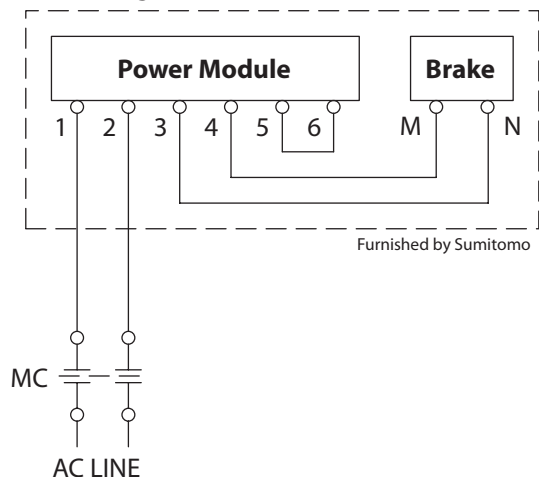 Power Module
Brake
1 2 3 4 5 6 M N
Furnished by Sumitomo
MC
AC LINE